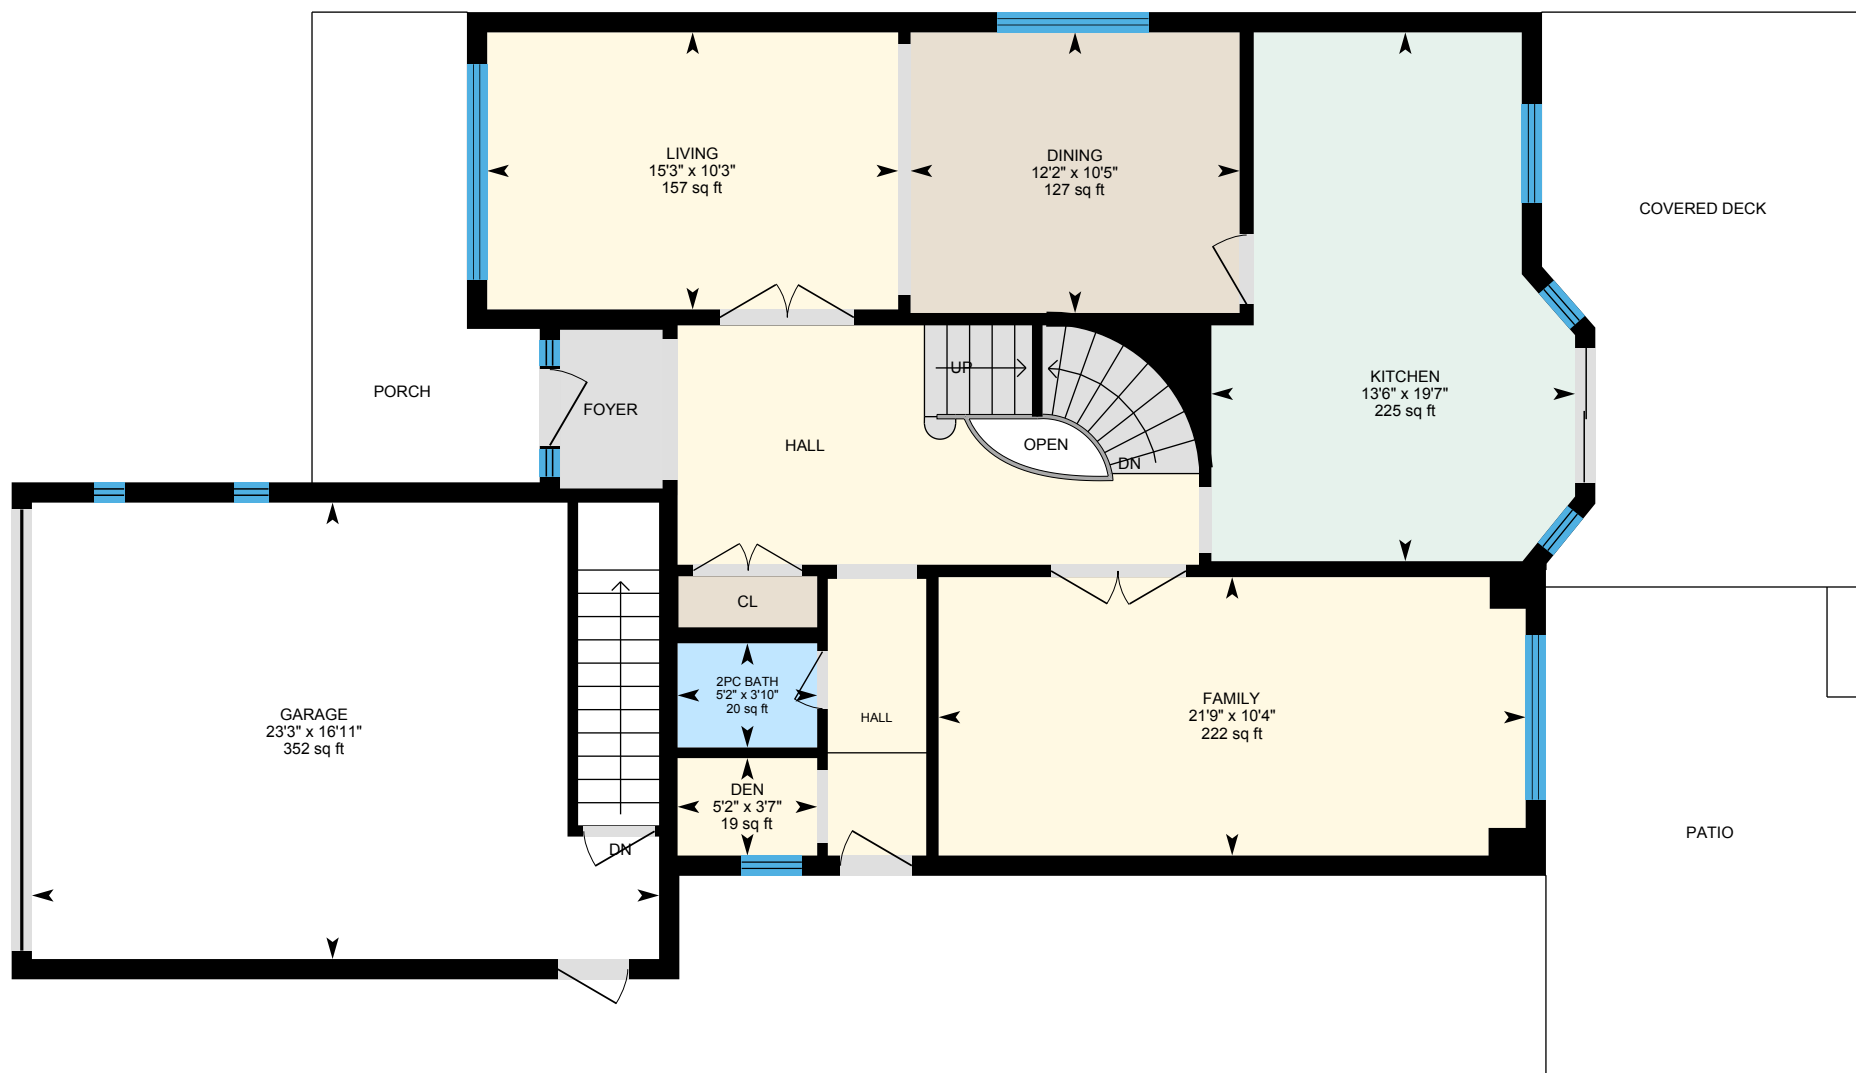 LIVING
15'3" x 10'3"
157 sq ft
DINING
12'2" x 10'5"
127 sq ft
COVERED DECK
KITCHEN
13'6" x 19'7"
225 sq ft
PORCH
FOYER
UP
HALL
OPEN
DN
CL
2PC BATH
5'2" x 3'10"
20 sq ft
HALL
FAMILY
21'9" x 10'4"
222 sq ft
GARAGE
23'3" x 16'11"
352 sq ft
DEN
5'2" x 3'7"
19 sq ft
DN
PATIO